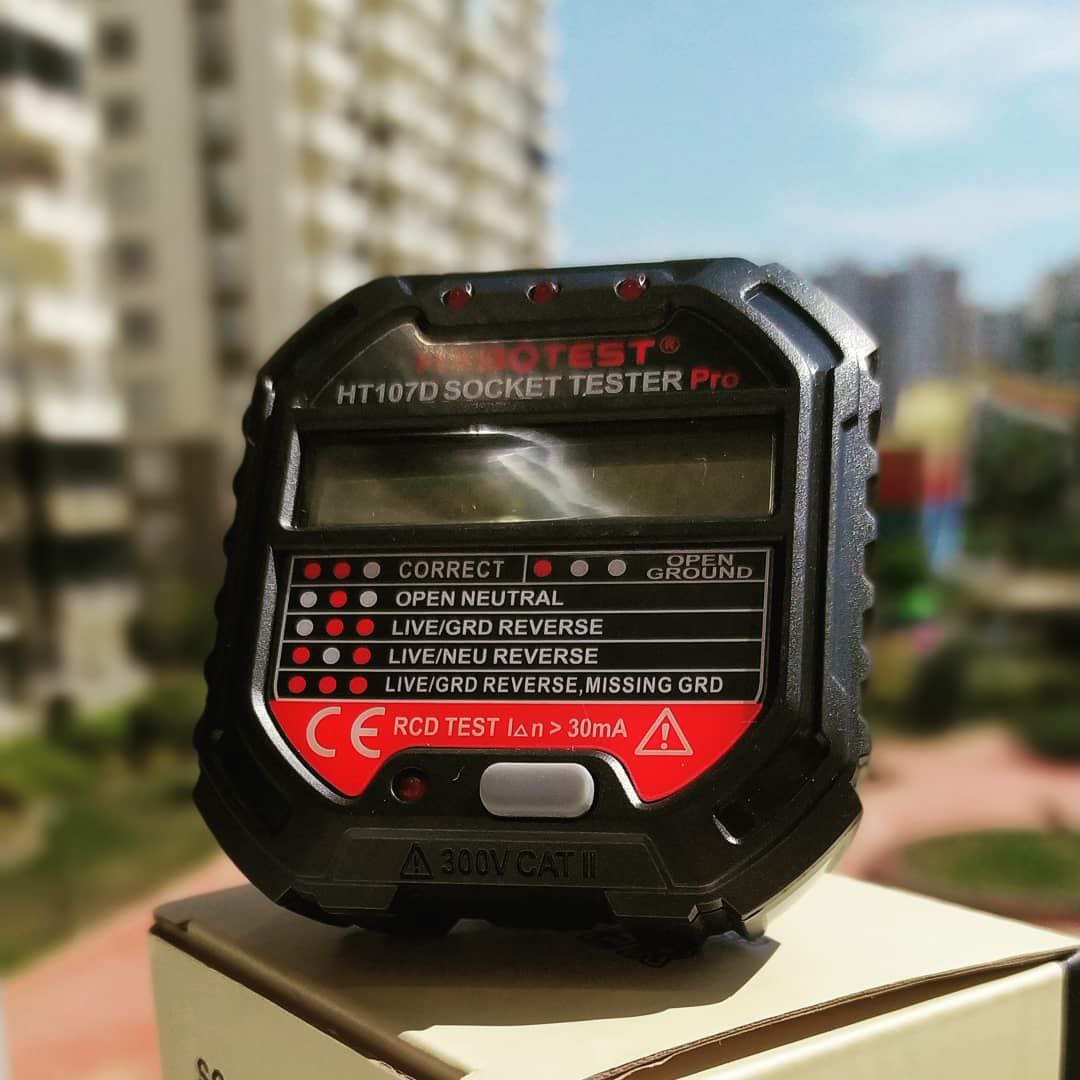 HABOTEST®
HT107D SOCKET TESTER Pro
CORRECT
OPEN GROUND
OPEN NEUTRAL
LIVE/GRD REVERSE
LIVE/NEU REVERSE
LIVE/GRD REVERSE,MISSING GRD
CE RCD TEST I△n > 30mA
300V CAT II